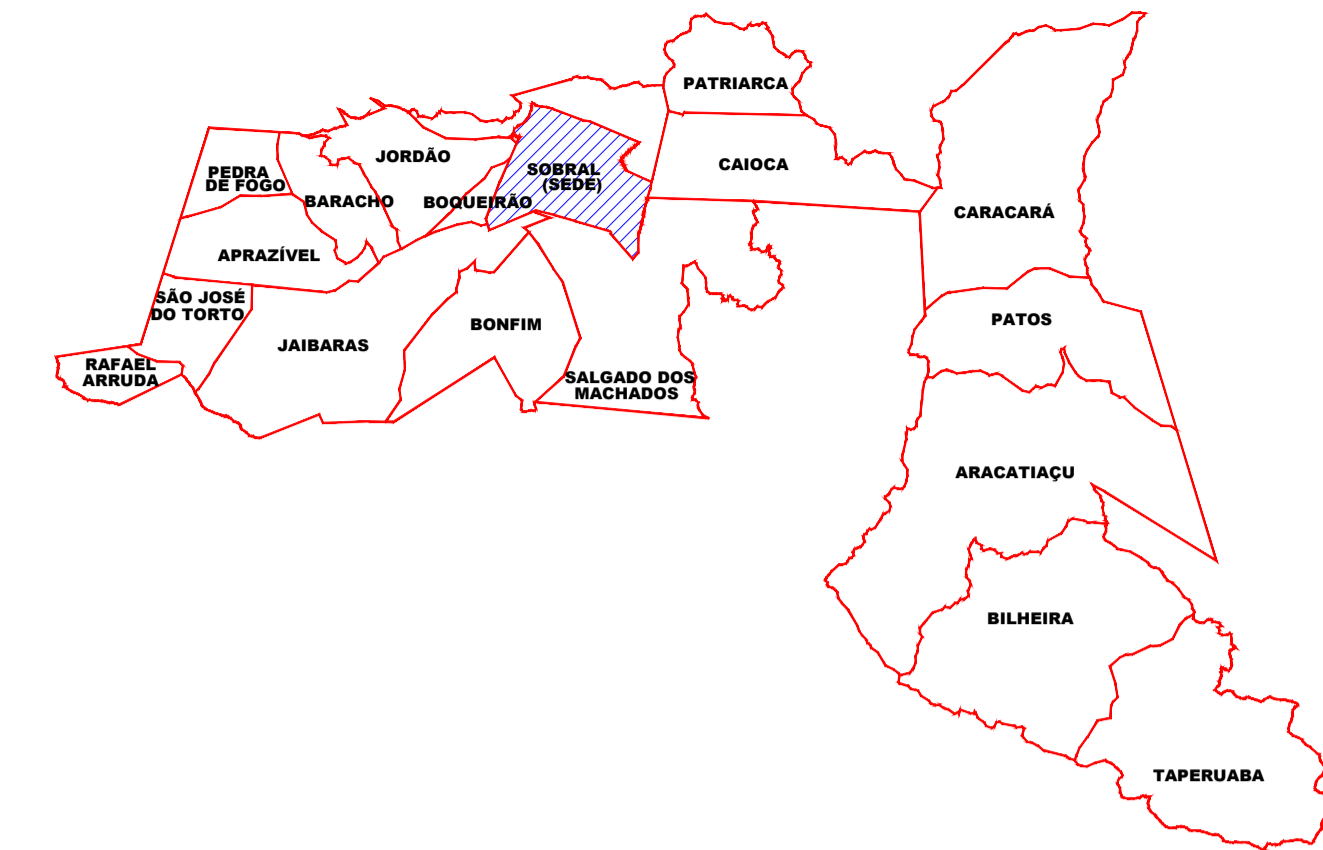 PATRIARCA
JORDÃO
CAIOCA
PEDRA
DE FOGO
SOBRAL
(SEDE)
BARACHO
BOQUEIRÃO
CARACARÁ
APRAZÍVEL
SÃO JOSÉ
DO TORTO
PATOS
BONFIM
JAIBARAS
RAFAEL
ARRUDA
SALGADO DOS
MACHADOS
ARACATIAÇU
BILHEIRA
TAPERUABA